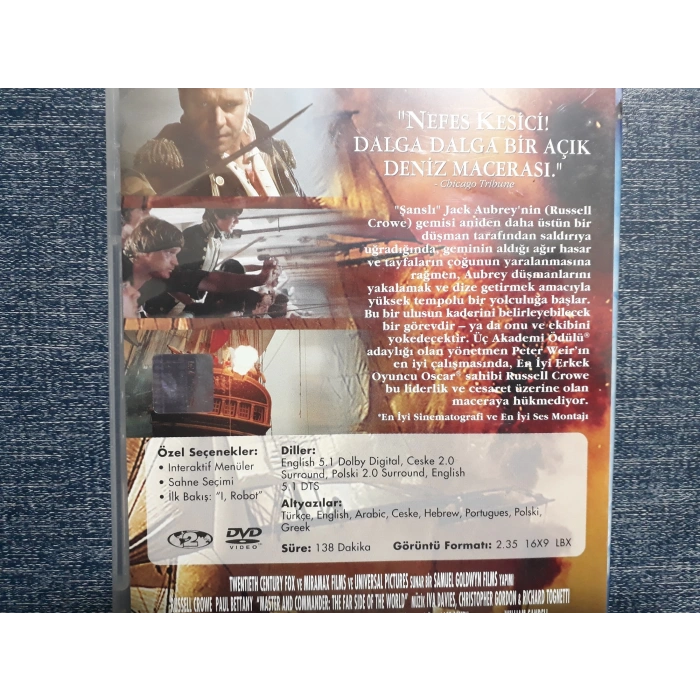 "NEFES KESİCİ!
DALGA DALGA BİR AÇIK
DENİZ MACERASI."
- Chicago Tribune
"Şanslı" Jack Aubrey'nin (Russell
Crowe) gemisi aniden daha üstün bir
düşman tarafından saldırıya
uğradığında, geminin aldığı ağır hasar
ve tayfaların çoğunun yaralanmasına
rağmen, Aubrey düşmanlarını
yakalamak ve dize getirmek amacıyla
yüksek tempolu bir yolculuğa başlar.
Bu bir ulusun kaderini belirleyebilecek
bir görevdir – ya da onu ve ekibini
yokedecektir. Üç Akademi Ödülü®
adaylığı olan yönetmen Peter Weir'ın
en iyi çalışmasında, En İyi Erkek
Oyuncu Oscar® sahibi Russell Crowe
bu liderlik ve cesaret üzerine olan
maceraya hükmediyor.
*En İyi Sinematografi ve En İyi Ses Montajı
Özel Seçenekler:
• Interaktif Menüler
• Sahne Seçimi
• İlk Bakış: "I, Robot"
Diller:
English 5.1 Dolby Digital, Ceske 2.0
Surround, Polski 2.0 Surround, English
5.1 DTS
Altyazılar:
Türkçe, English, Arabic, Ceske, Hebrew, Portugues, Polski,
Greek
2 DVD VIDEO
Süre: 138 Dakika Görüntü Formatı: 2.35 16X9 LBX
TWENTIETH CENTURY FOX VE MIRAMAX FILMS VE UNIVERSAL PICTURES SUNAR BİR SAMUEL GOLDWYN FILMS YAPIMI
RUSSELL CROWE PAUL BETTANY "MASTER AND COMMANDER: THE FAR SIDE OF THE WORLD" MÜZİK IVA DAVIES, CHRISTOPHER GORDON & RICHARD TOGNETTI